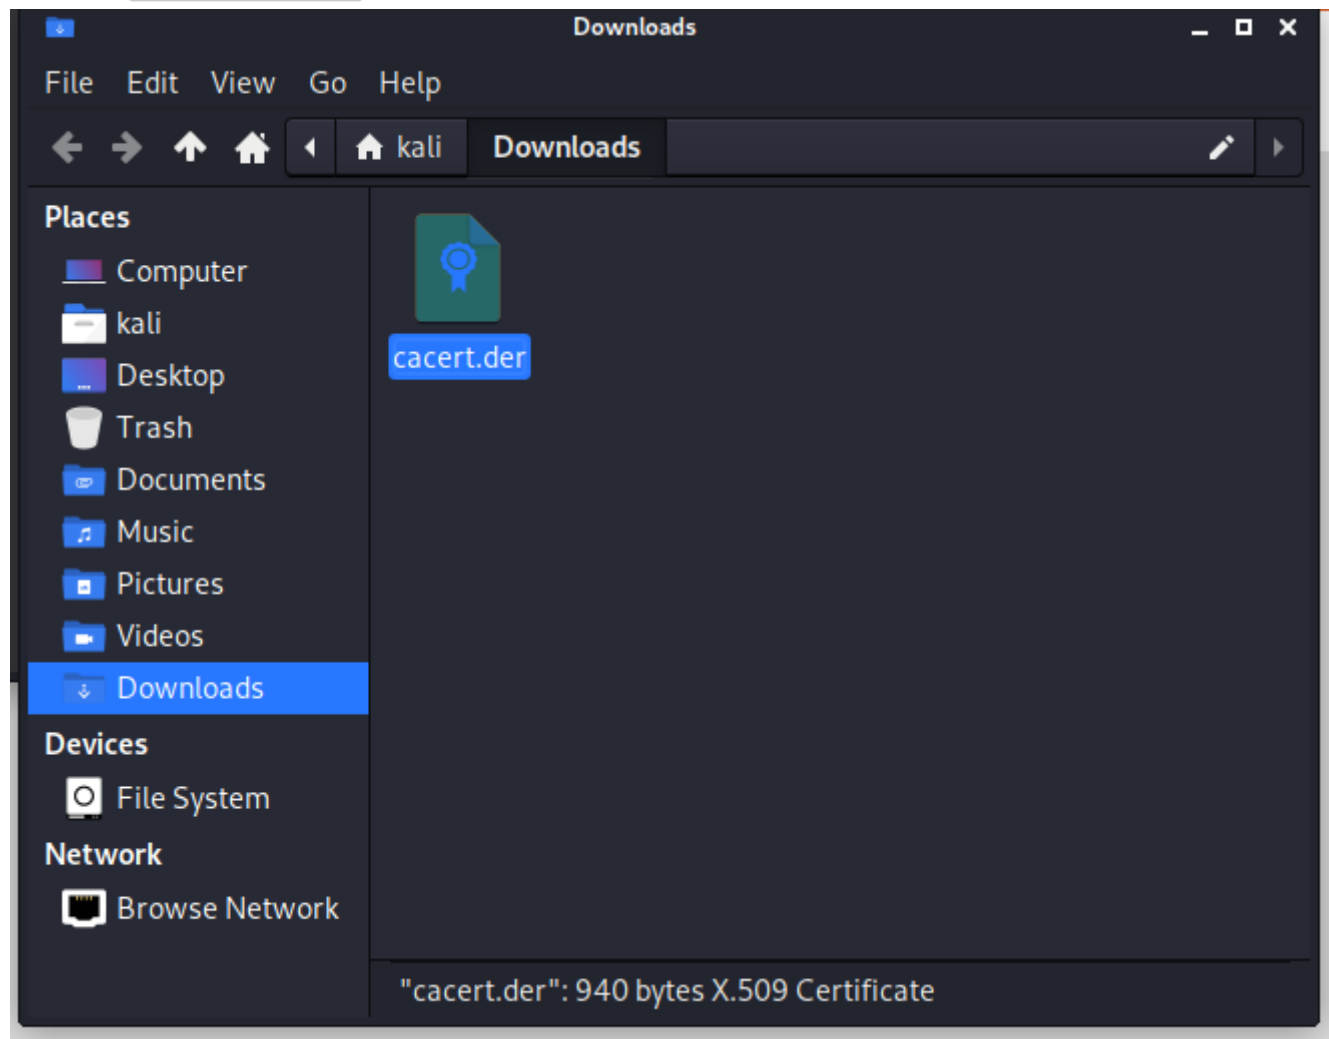 Downloads
File Edit View Go Help
kali Downloads
Places
Computer
kali
Desktop
Trash
Documents
Music
Pictures
Videos
Downloads
Devices
File System
Network
Browse Network
cacert.der
"cacert.der": 940 bytes X.509 Certificate